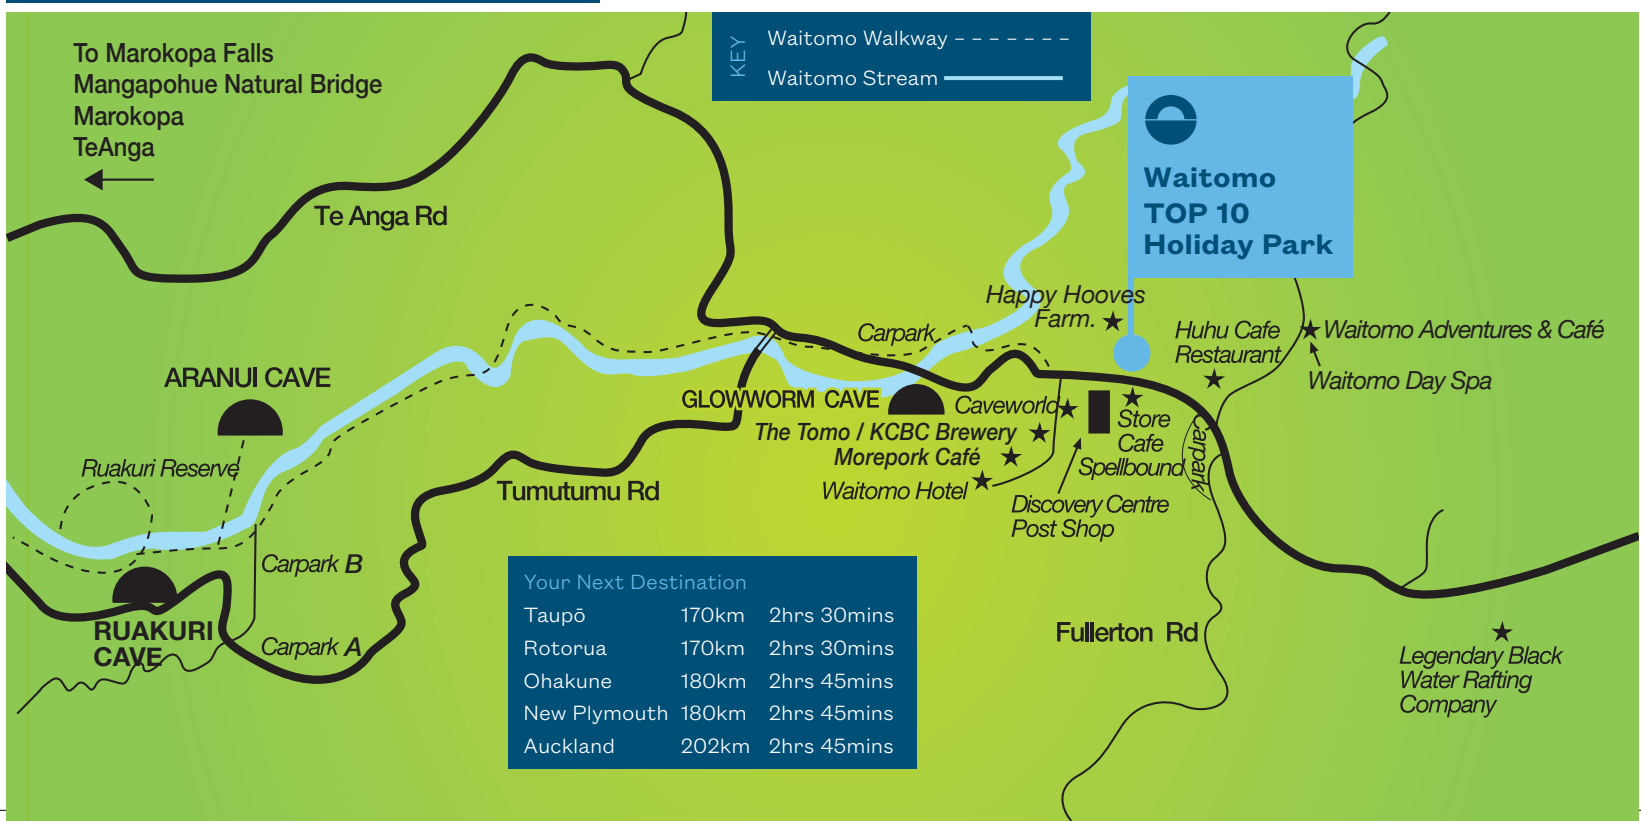 To Marokopa Falls
Mangapohue Natural Bridge
Marokopa
TeAnga
KEY
Waitomo Walkway
Waitomo Stream
Waitomo
TOP 10
Holiday Park
Te Anga Rd
Happy Hooves
Farm.
Carpark
Huhu Cafe
Restaurant
Waitomo Adventures & Café
Waitomo Day Spa
ARANUI CAVE
GLOWWORM CAVE
Caveworld
The Tomo / KCBC Brewery
Morepork Café
Waitomo Hotel
Store
Cafe
Spellbound
Carpark
Discovery Centre
Post Shop
Ruakuri Reserve
Tumutumu Rd
Carpark B
RUAKURI
CAVE
Carpark A
Fullerton Rd
Legendary Black
Water Rafting
Company
Your Next Destination
Taupō 170km 2hrs 30mins
Rotorua 170km 2hrs 30mins
Ohakune 180km 2hrs 45mins
New Plymouth 180km 2hrs 45mins
Auckland 202km 2hrs 45mins